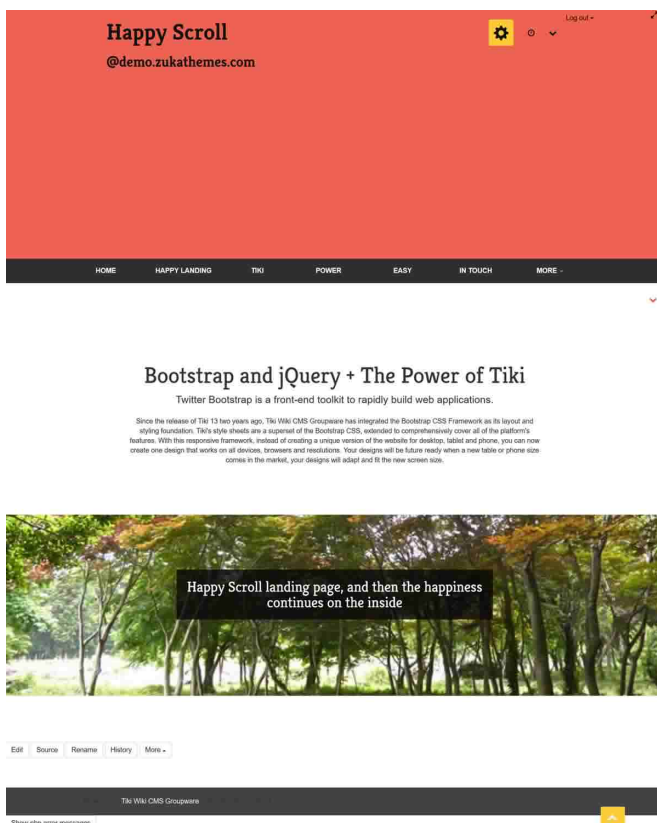 Log out
Happy Scroll
@demo.zukathemes.com
HOME HAPPY LANDING TIKI POWER EASY IN TOUCH MORE
Bootstrap and jQuery + The Power of Tiki
Twitter Bootstrap is a front-end toolkit to rapidly build web applications.
Since the release of Tiki 13 two years ago, Tiki Wiki CMS Groupware has integrated the Bootstrap CSS Framework as its layout and
styling foundation. Tiki's style sheets are a superset of the Bootstrap CSS, extended to comprehensively cover all of the platform's
features. With this responsive framework, instead of creating a unique version of the website for desktop, tablet and phone, you can now
create one design that works on all devices, browsers and resolutions. Your designs will be future ready when a new table or phone size
comes in the market, your designs will adapt and fit the new screen size.
Happy Scroll landing page, and then the happiness
continues on the inside
Edit Source Rename History More
Tiki Wiki CMS Groupware
Show php error messages